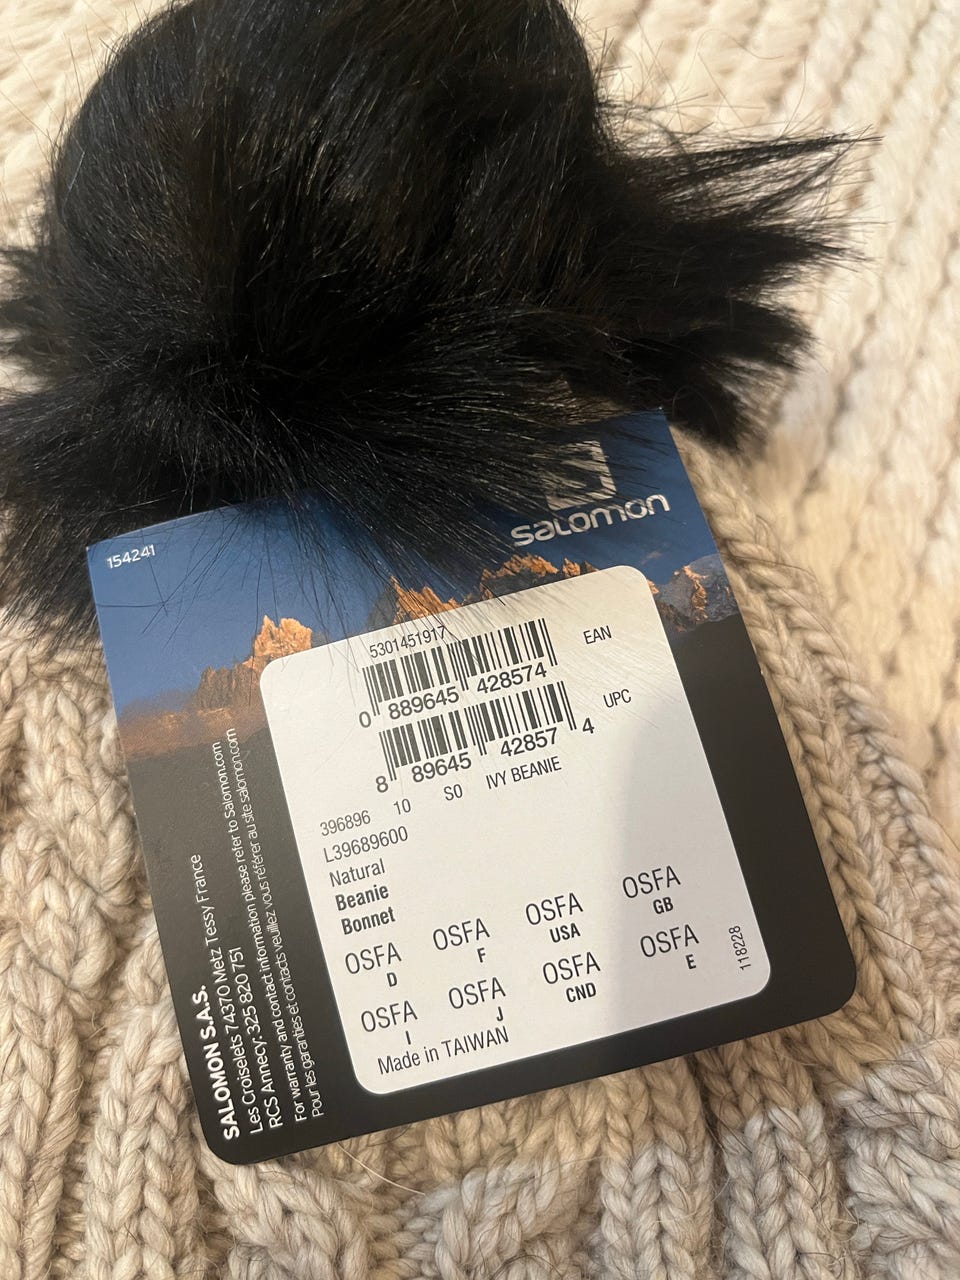 154241
salomon
5301451917
EAN
0 889645 428574
UPC
8 89645 42857 4
396896 10 S0 IVY BEANIE
L39689600
Natural
Beanie
Bonnet
OSFA OSFA OSFA OSFA
D F USA GB
OSFA OSFA OSFA OSFA
I J CND E
Made in TAIWAN
118228
SALOMON S.A.S.
Les Croiselets 74370 Metz Tessy France
RCS Annecy: 325 820 751
For warranty and contact information please refer to Salomon.com
Pour les garanties et contacts veuillez vous référer au site salomon.com